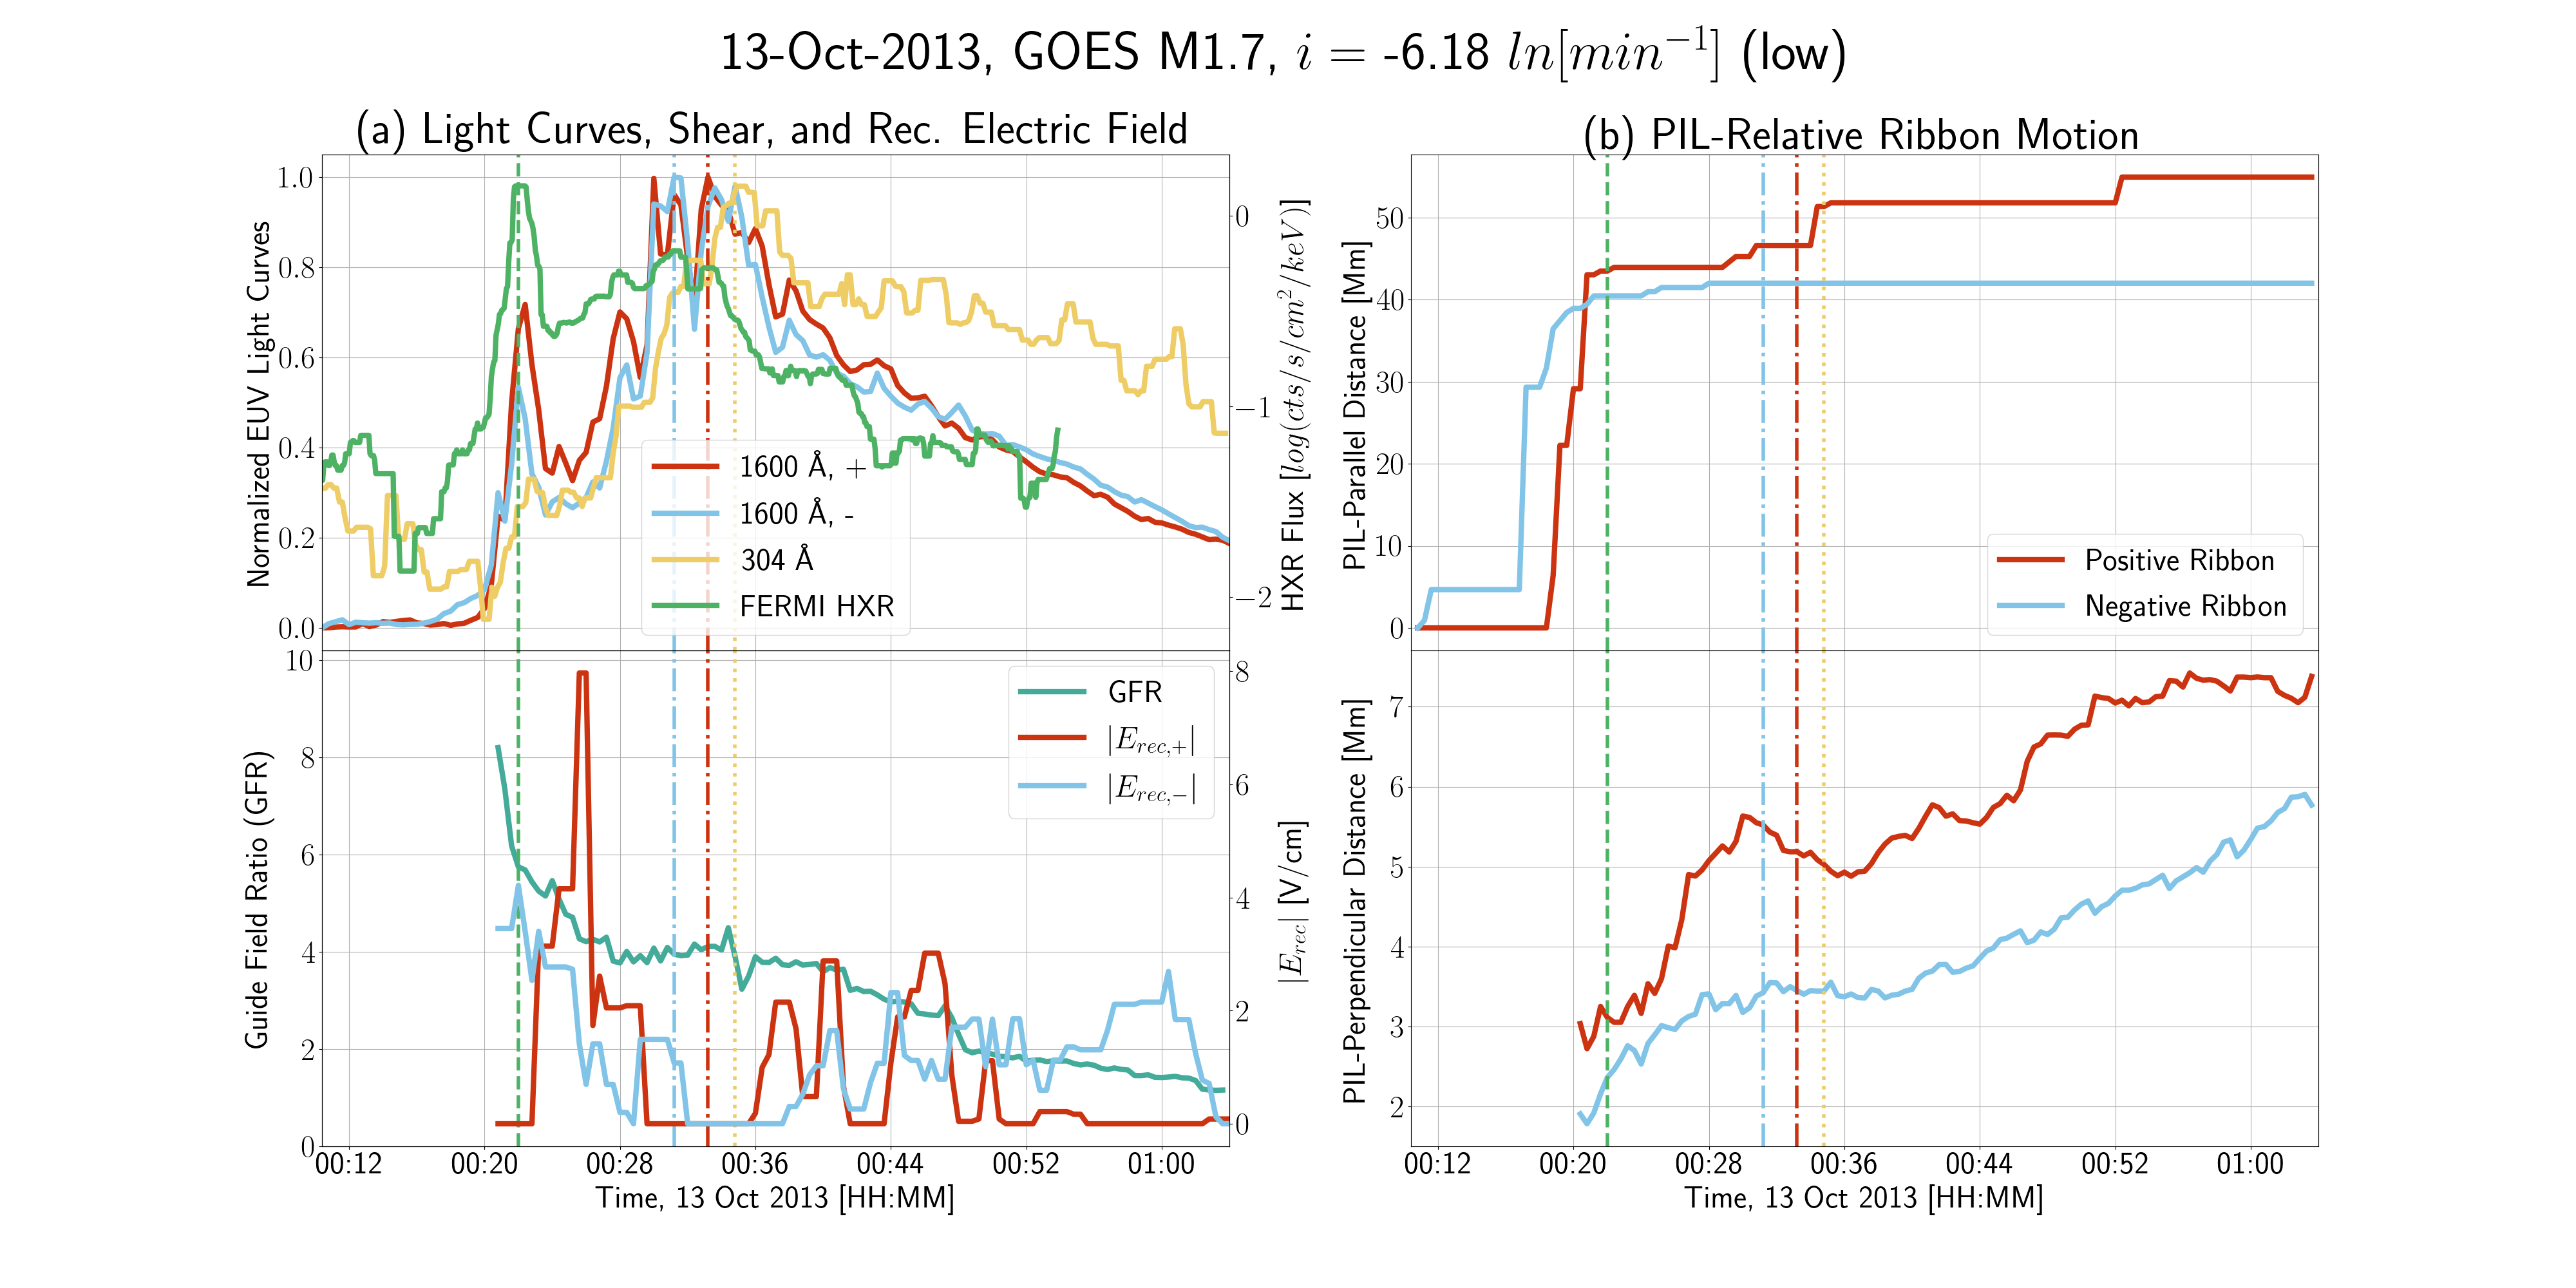 13-Oct-2013, GOES M1.7, i = -6.18 ln[min⁻¹] (low)
(a) Light Curves, Shear, and Rec. Electric Field
Normalized EUV Light Curves
1.0
0.8
0.6
0.4
0.2
0.0
0
−1
−2
HXR Flux [log(cts/s/cm²/keV)]
1600 Å, +
1600 Å, -
304 Å
FERMI HXR
Guide Field Ratio (GFR)
10
8
6
4
2
0
8
6
4
2
0
|E_rec| [V/cm]
GFR
|E_rec,+|
|E_rec,−|
00:12 00:20 00:28 00:36 00:44 00:52 01:00
Time, 13 Oct 2013 [HH:MM]
(b) PIL-Relative Ribbon Motion
PIL-Parallel Distance [Mm]
50
40
30
20
10
0
Positive Ribbon
Negative Ribbon
PIL-Perpendicular Distance [Mm]
7
6
5
4
3
2
00:12 00:20 00:28 00:36 00:44 00:52 01:00
Time, 13 Oct 2013 [HH:MM]